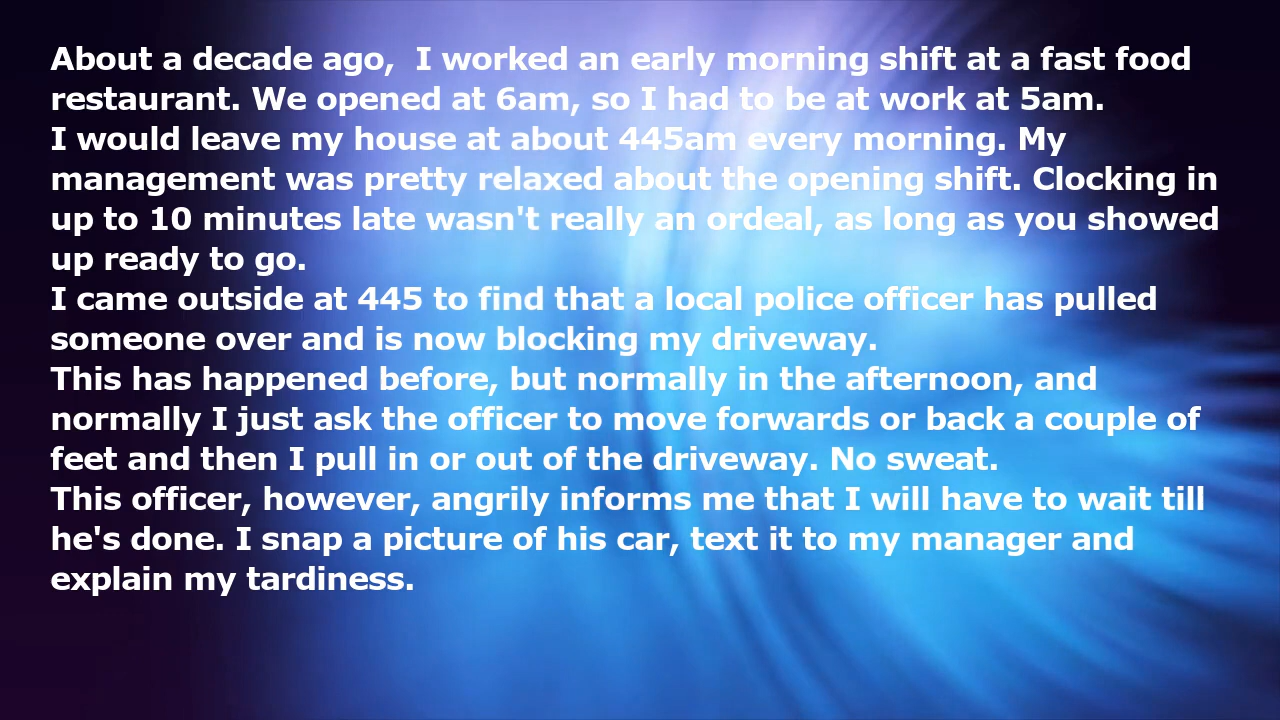 About a decade ago,  I worked an early morning shift at a fast food
restaurant. We opened at 6am, so I had to be at work at 5am.
I would leave my house at about 445am every morning. My
management was pretty relaxed about the opening shift. Clocking in
up to 10 minutes late wasn't really an ordeal, as long as you showed
up ready to go.
I came outside at 445 to find that a local police officer has pulled
someone over and is now blocking my driveway.
This has happened before, but normally in the afternoon, and
normally I just ask the officer to move forwards or back a couple of
feet and then I pull in or out of the driveway. No sweat.
This officer, however, angrily informs me that I will have to wait till
he's done. I snap a picture of his car, text it to my manager and
explain my tardiness.